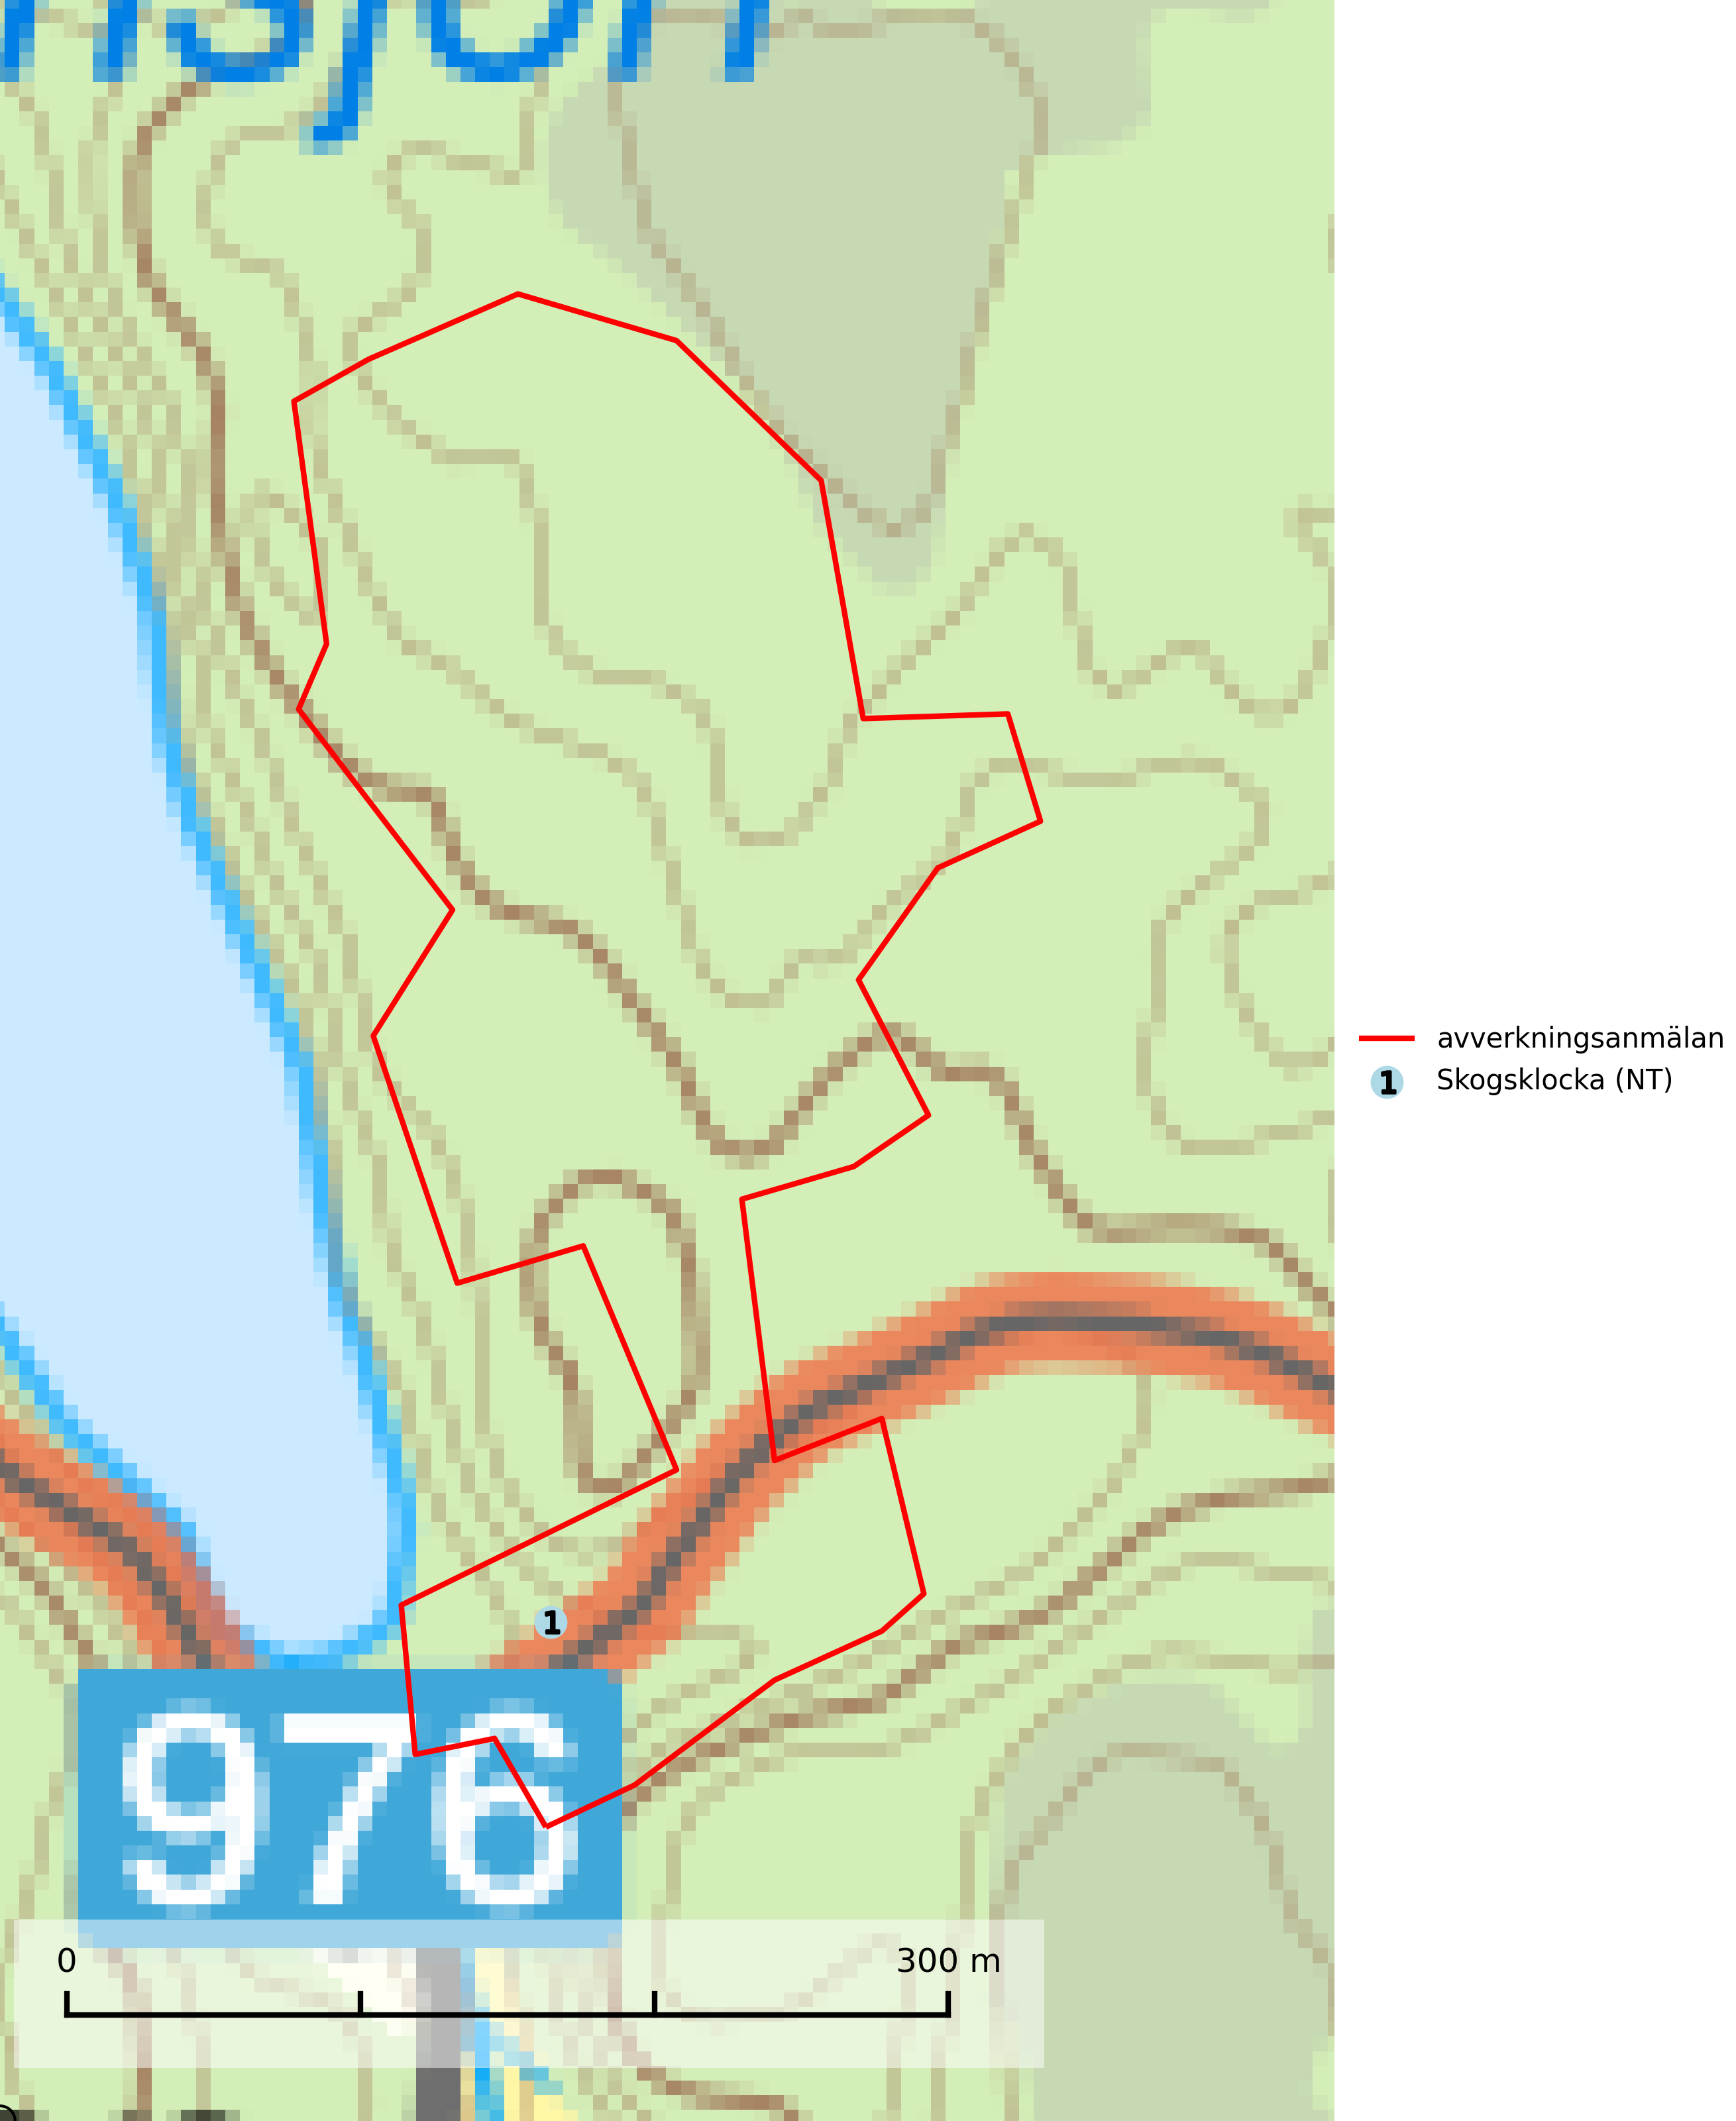 avverkningsanmälan
1 Skogsklocka (NT)
1
976
0 300 m